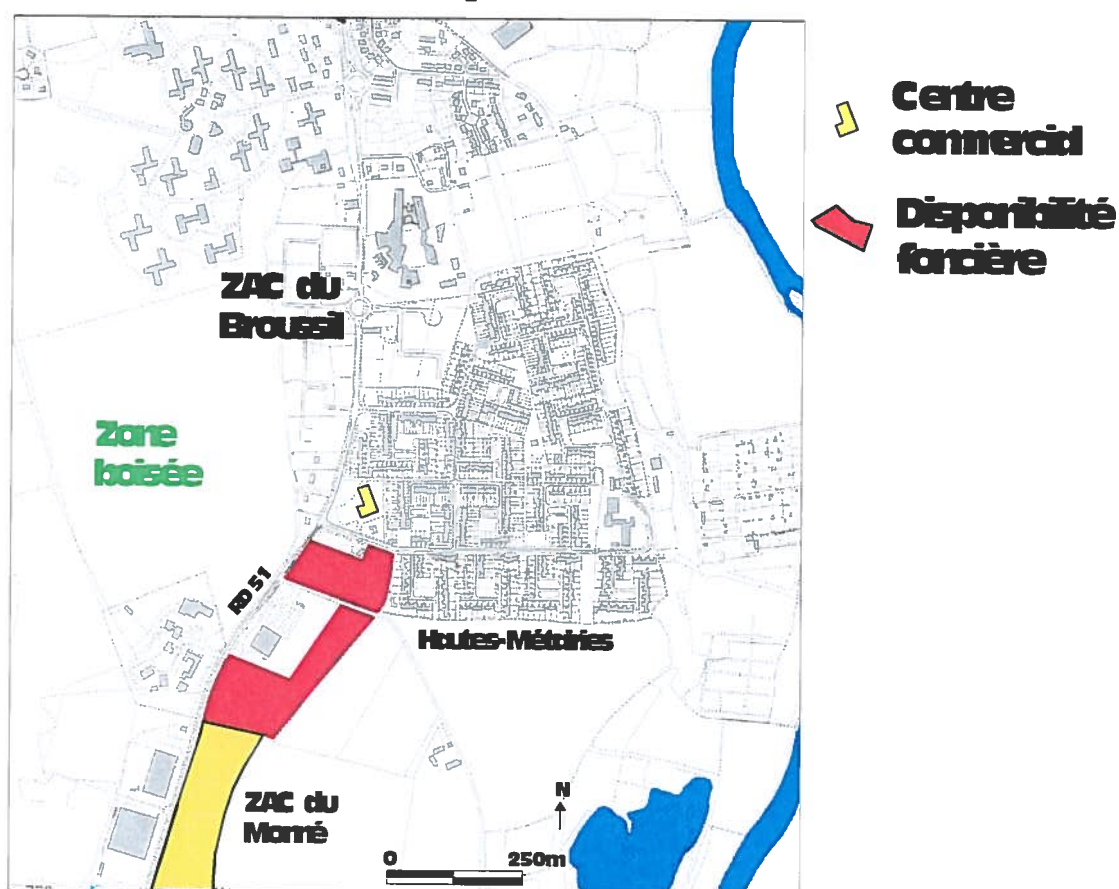 Centre
commercial
Disponibilité
foncière
ZAC du
Broussil
Zone
boisée
RD 51
Hautes-Métairies
ZAC du
Morné
N
0 250m